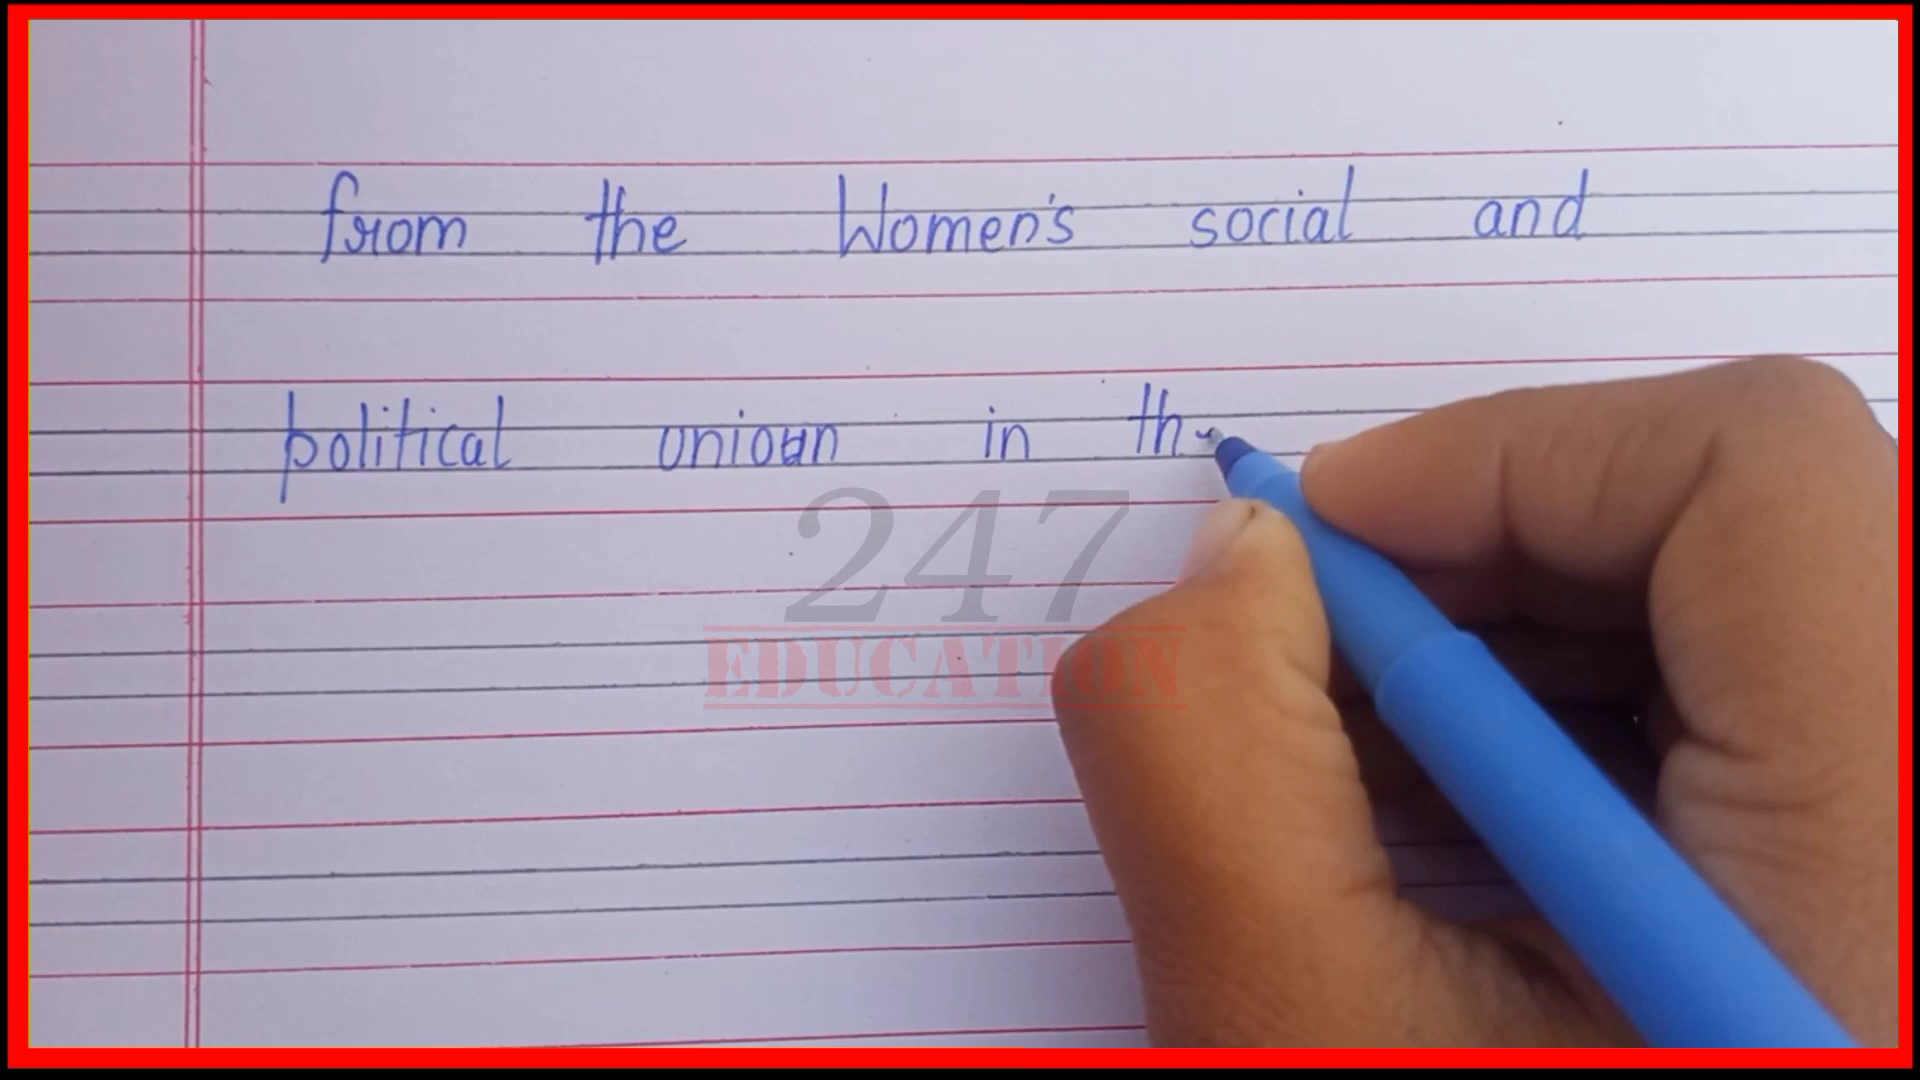 from the Women's social and
political unioun in th
247
EDUCATION